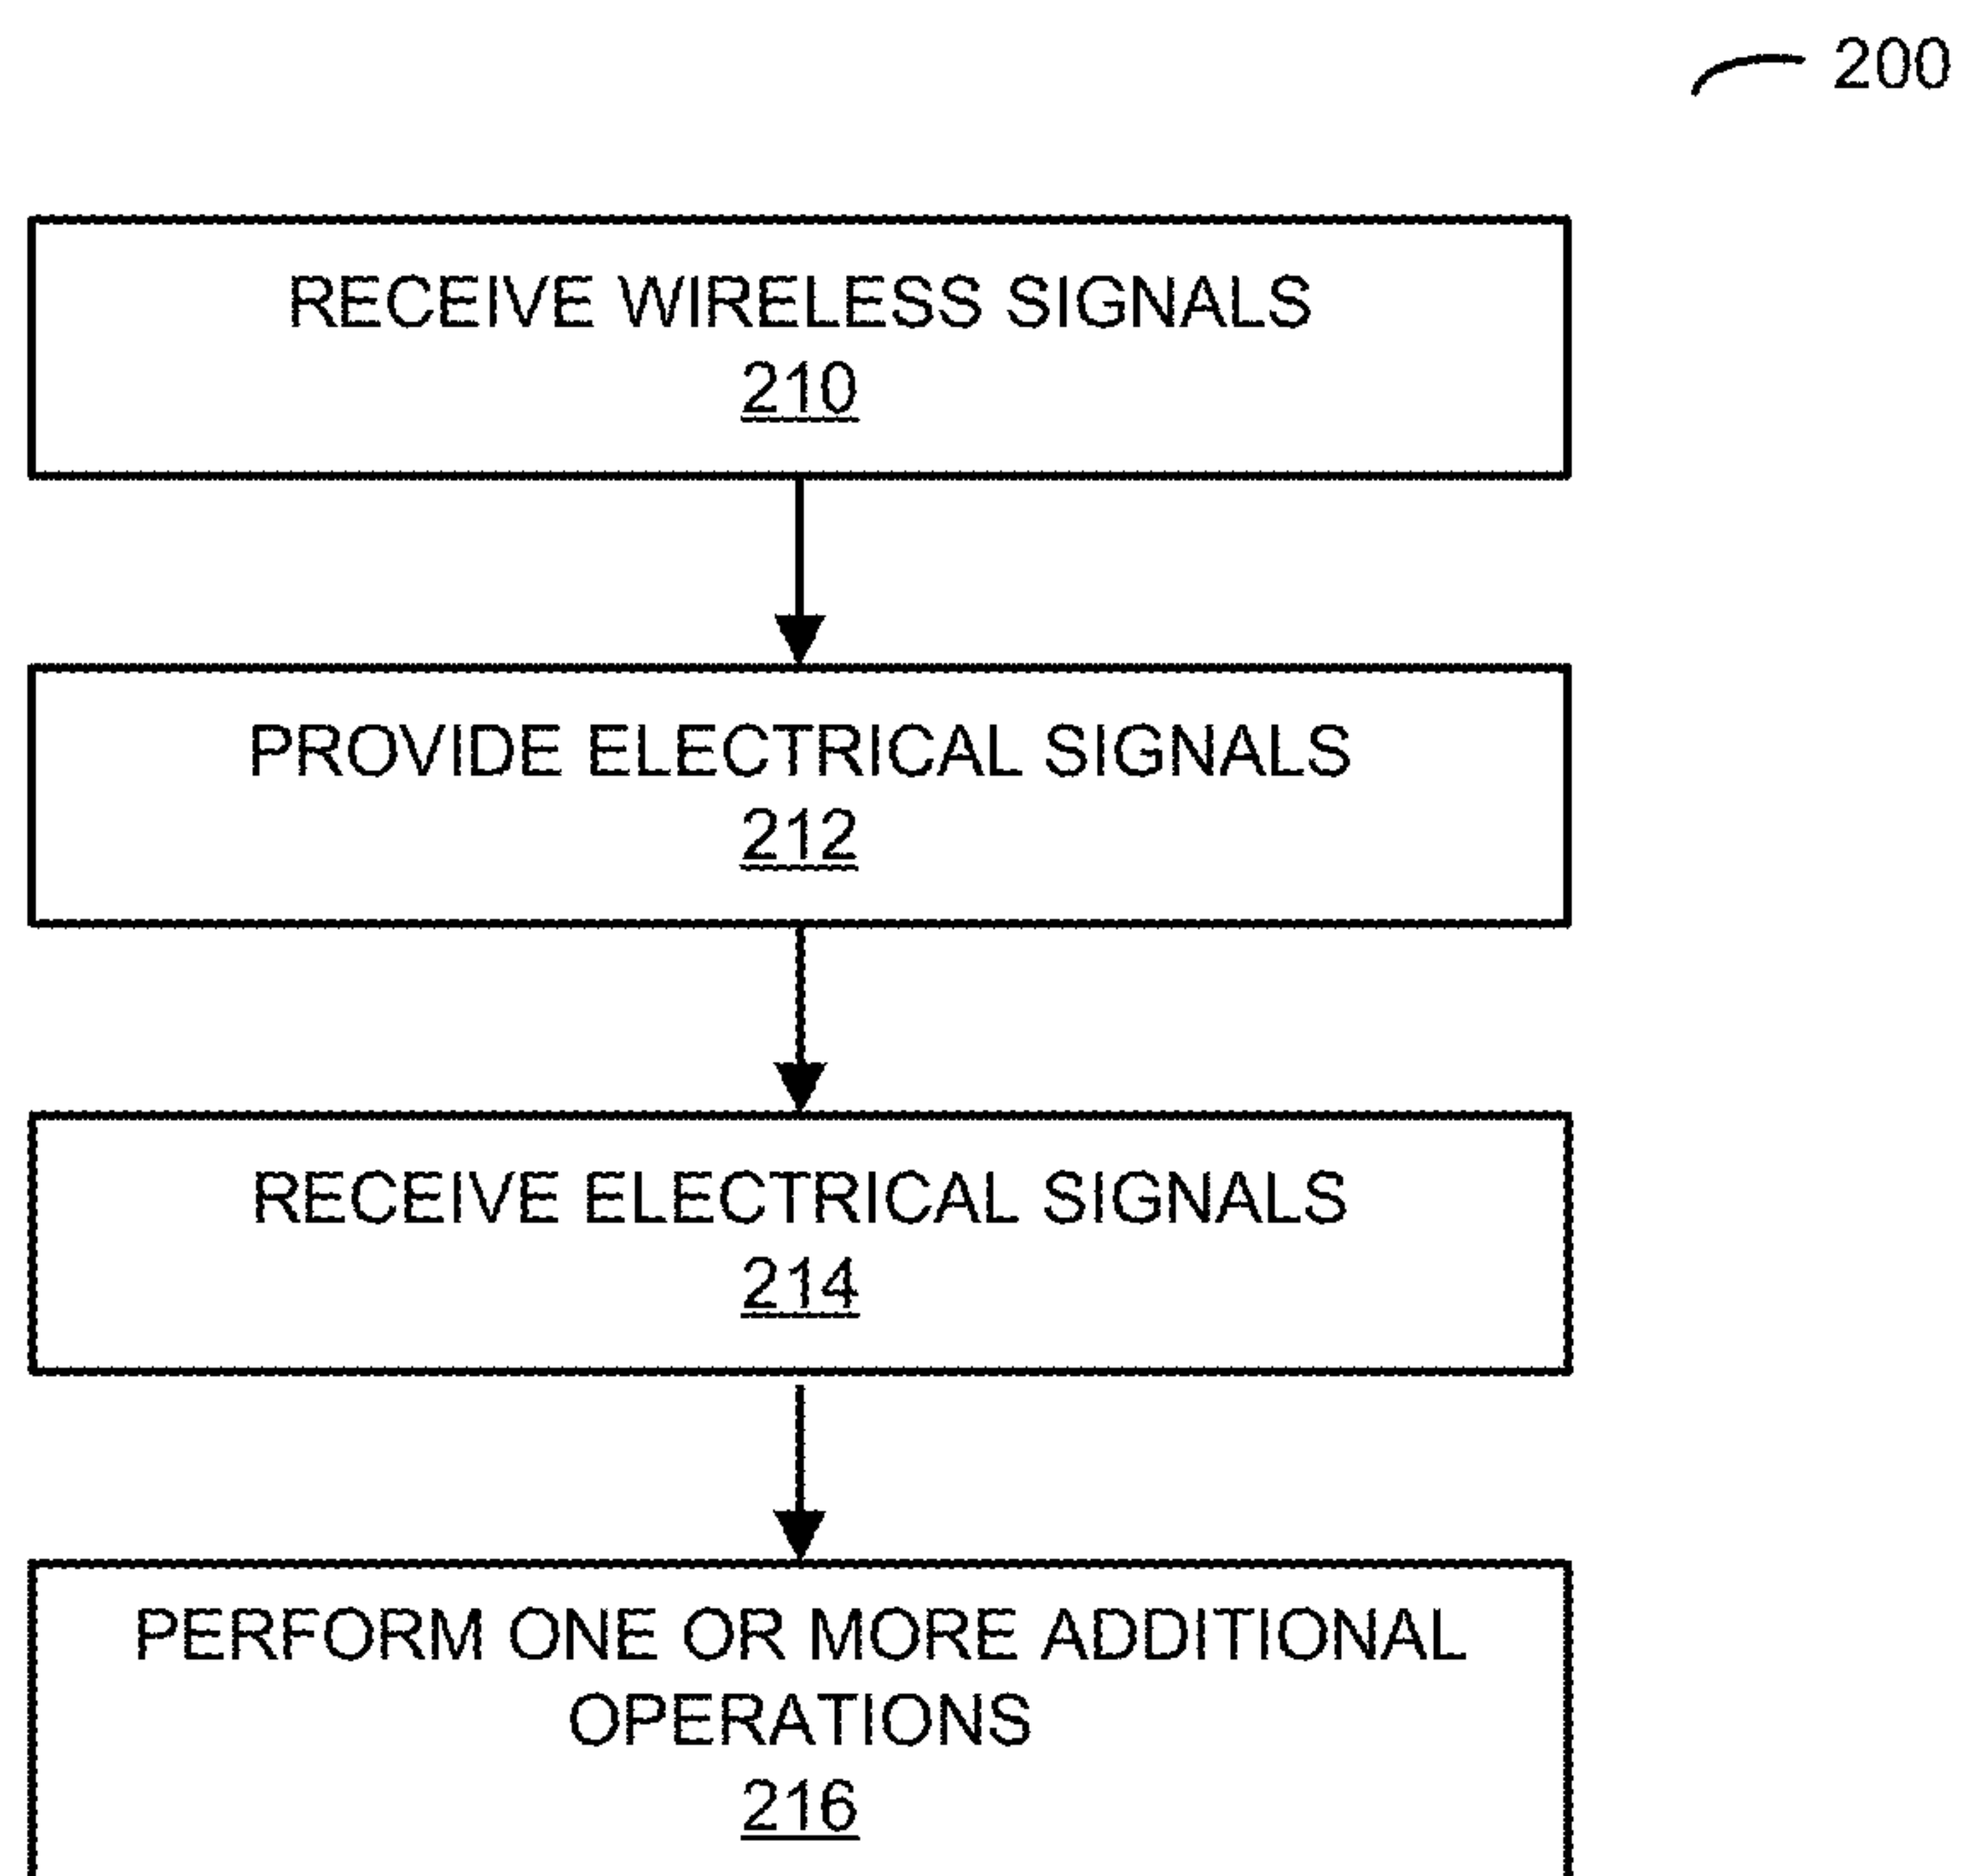 200
RECEIVE WIRELESS SIGNALS
210
PROVIDE ELECTRICAL SIGNALS
212
RECEIVE ELECTRICAL SIGNALS
214
PERFORM ONE OR MORE ADDITIONAL
OPERATIONS
216